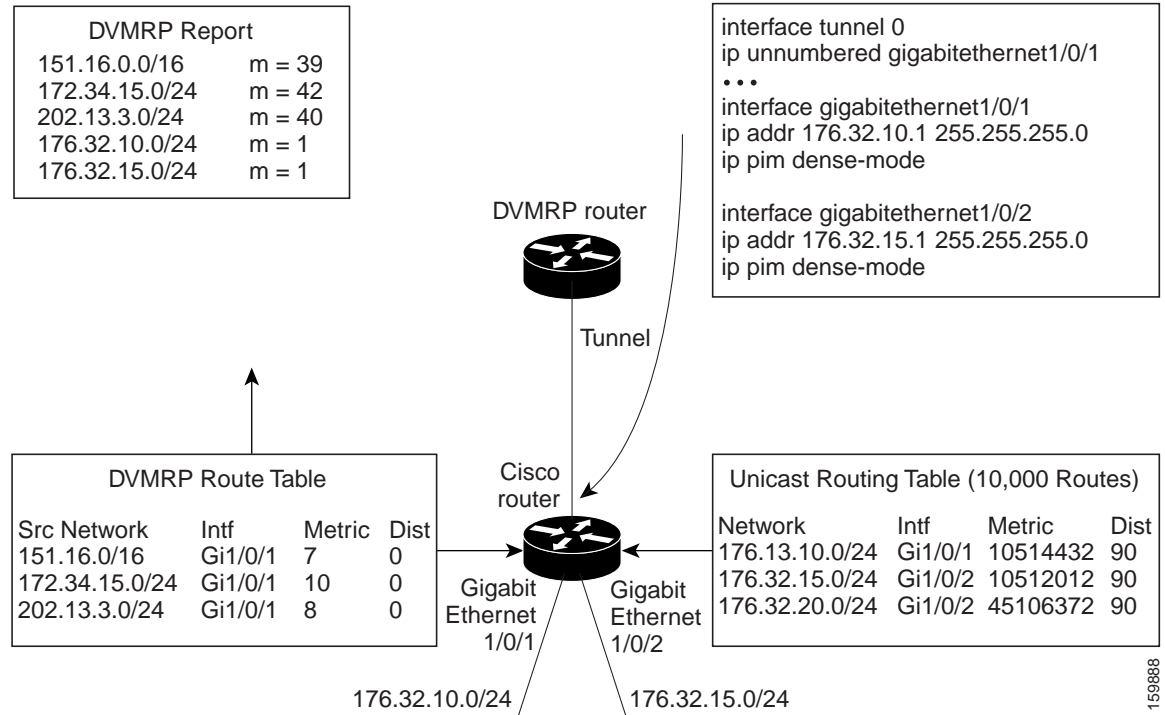 DVMRP Report
151.16.0.0/16 m = 39
172.34.15.0/24 m = 42
202.13.3.0/24 m = 40
176.32.10.0/24 m = 1
176.32.15.0/24 m = 1
interface tunnel 0
ip unnumbered gigabitethernet1/0/1
• • •
interface gigabitethernet1/0/1
ip addr 176.32.10.1 255.255.255.0
ip pim dense-mode
interface gigabitethernet1/0/2
ip addr 176.32.15.1 255.255.255.0
ip pim dense-mode
DVMRP router
Tunnel
Cisco
router
DVMRP Route Table
Src Network Intf Metric Dist
151.16.0/16 Gi1/0/1 7 0
172.34.15.0/24 Gi1/0/1 10 0
202.13.3.0/24 Gi1/0/1 8 0
Unicast Routing Table (10,000 Routes)
Network Intf Metric Dist
176.13.10.0/24 Gi1/0/1 10514432 90
176.32.15.0/24 Gi1/0/2 10512012 90
176.32.20.0/24 Gi1/0/2 45106372 90
Gigabit
Ethernet
1/0/1
Gigabit
Ethernet
1/0/2
176.32.10.0/24
176.32.15.0/24
159888